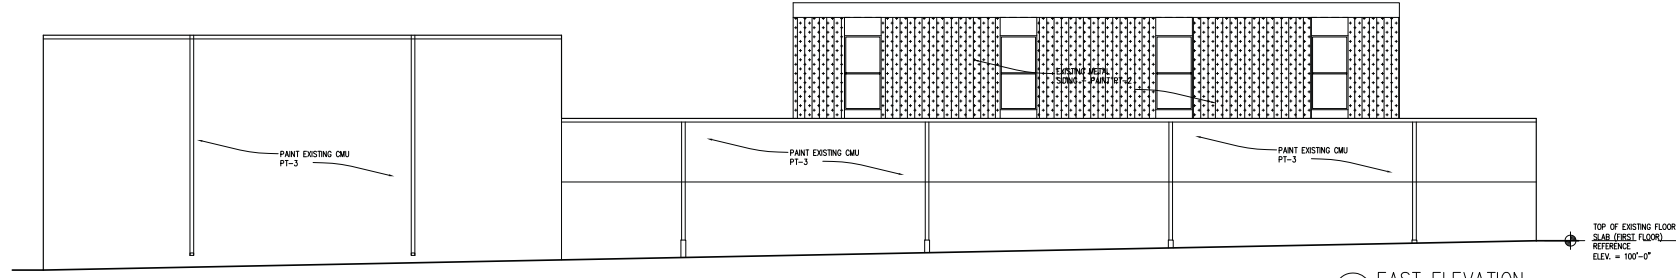 EXISTING METAL
SIDING - PAINT PT-2
PAINT EXISTING CMU
PT-3
PAINT EXISTING CMU
PT-3
PAINT EXISTING CMU
PT-3
TOP OF EXISTING FLOOR
SLAB (FIRST FLOOR)
REFERENCE
ELEV. = 100'-0"
EAST ELEVATION